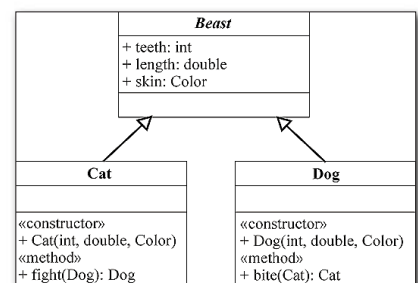 Beast
+ teeth: int
+ length: double
+ skin: Color
Cat
«constructor»
+ Cat(int, double, Color)
«method»
+ fight(Dog): Dog
Dog
«constructor»
+ Dog(int, double, Color)
«method»
+ bite(Cat): Cat